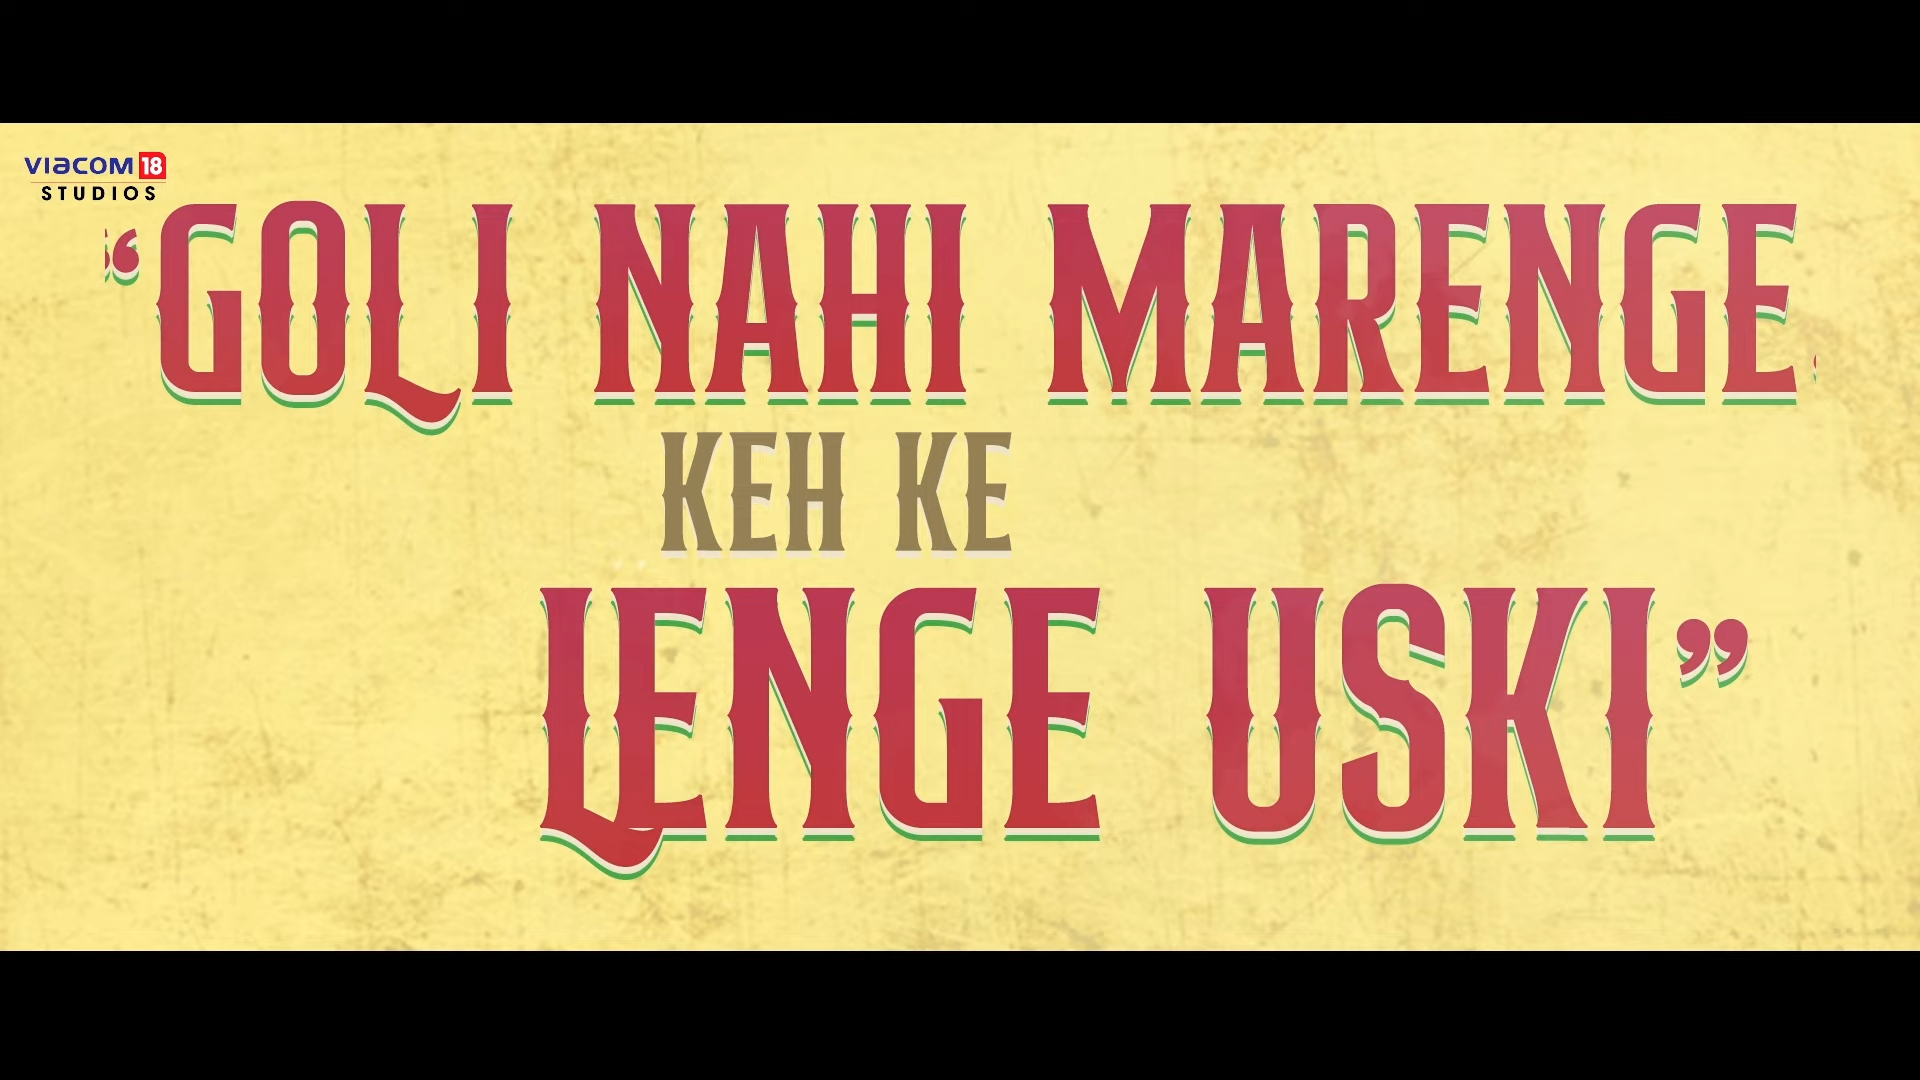 VIACOM 18
STUDIOS
“GOLI NAHI MARENGE,
KEH KE
LENGE USKI”